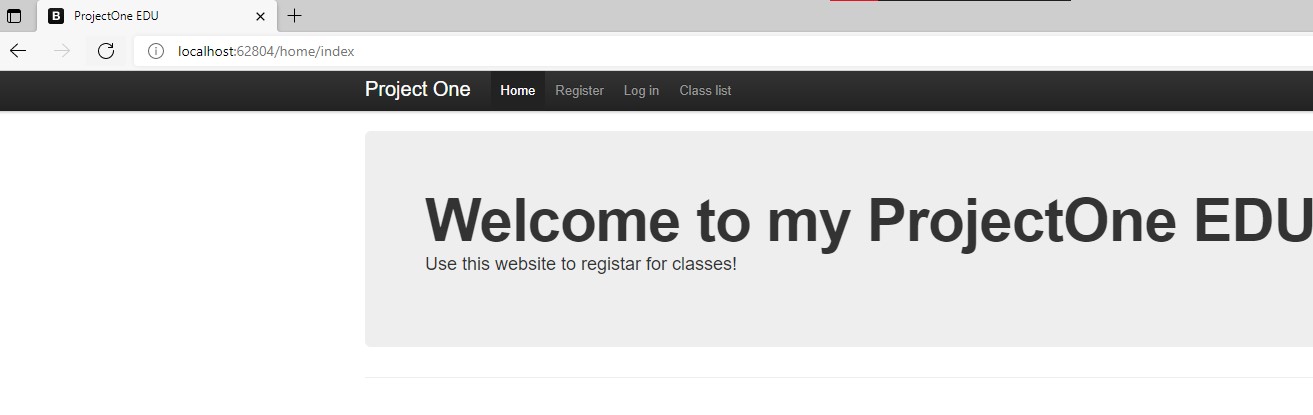 B ProjectOne EDU
localhost:62804/home/index
Project One Home Register Log in Class list
Welcome to my ProjectOne EDU
Use this website to registar for classes!